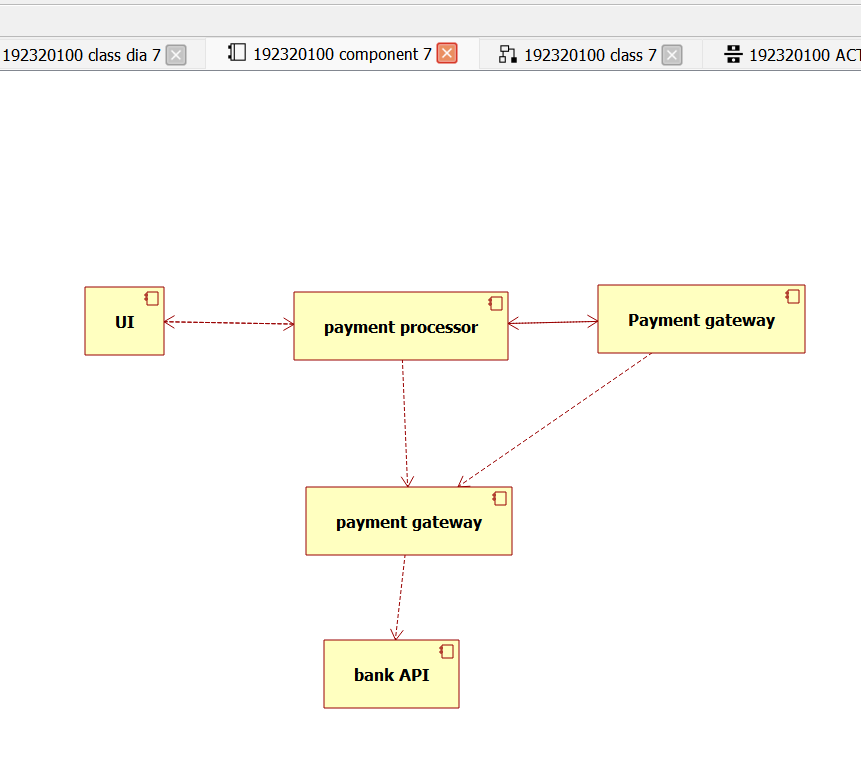 192320100 class dia 7
192320100 component 7
192320100 class 7
192320100 ACT
UI
payment processor
Payment gateway
payment gateway
bank API